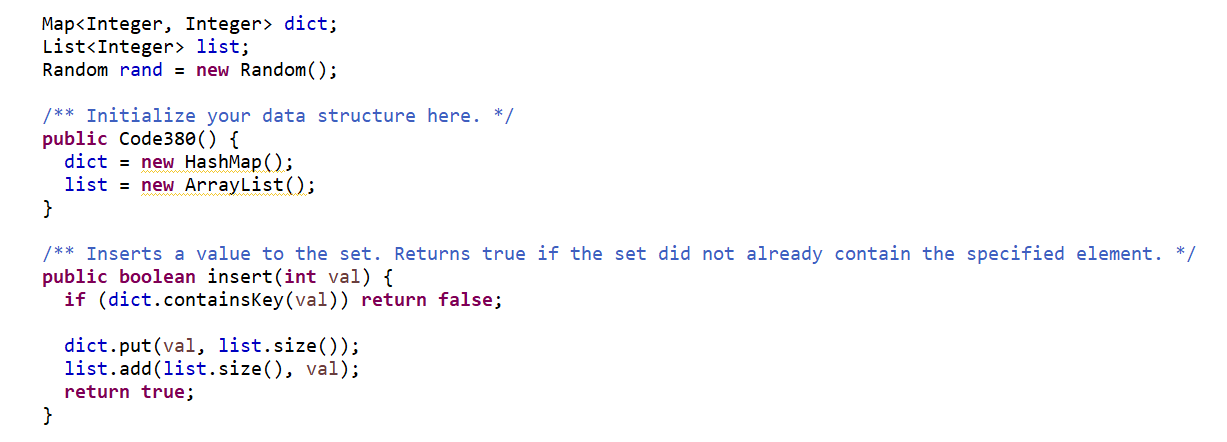 Map<Integer, Integer> dict;
List<Integer> list;
Random rand = new Random();

/** Initialize your data structure here. */
public Code380() {
  dict = new HashMap();
  list = new ArrayList();
}

/** Inserts a value to the set. Returns true if the set did not already contain the specified element. */
public boolean insert(int val) {
  if (dict.containsKey(val)) return false;

  dict.put(val, list.size());
  list.add(list.size(), val);
  return true;
}